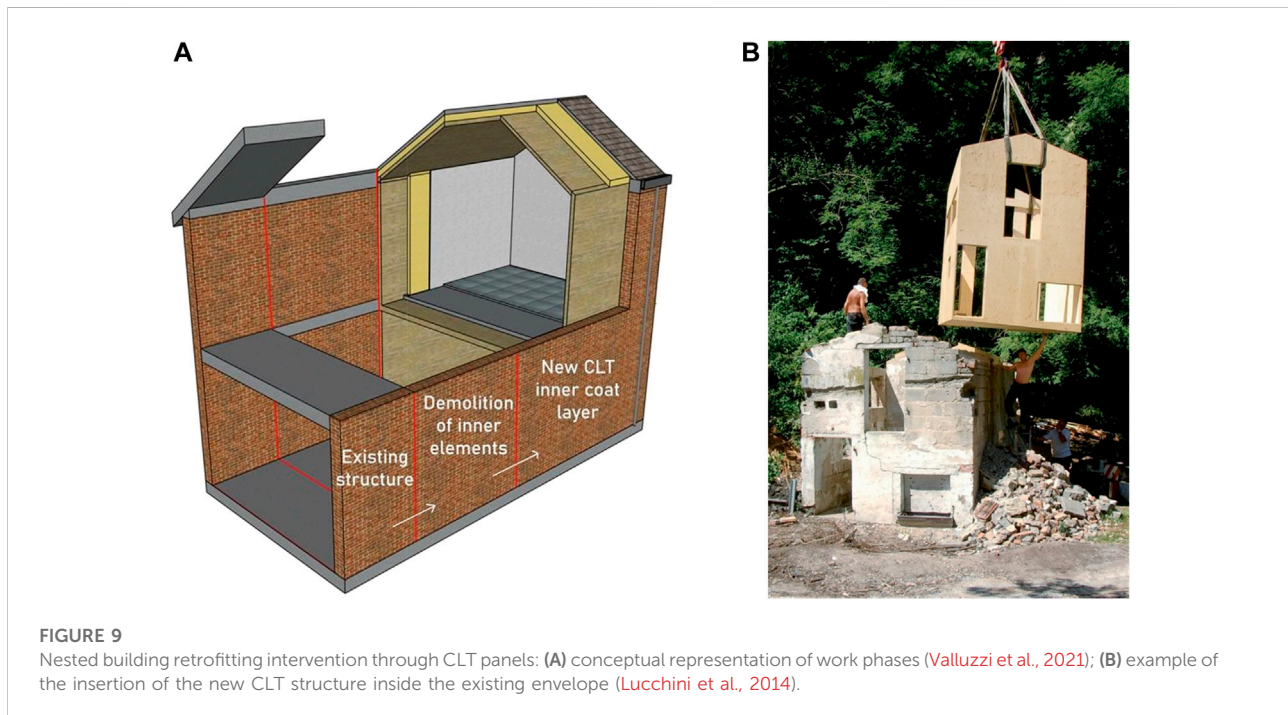 A
B
Existing
structure
Demolition
of inner
elements
New CLT
inner coat
layer
FIGURE 9
Nested building retrofitting intervention through CLT panels: (A) conceptual representation of work phases (Valluzzi et al., 2021); (B) example of
the insertion of the new CLT structure inside the existing envelope (Lucchini et al., 2014).